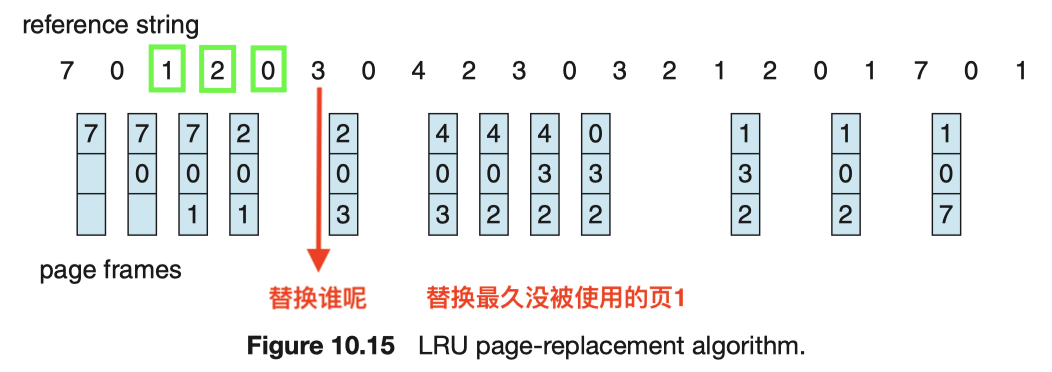 reference string
7 0 1 2 0 3 0 4 2 3 0 3 2 1 2 0 1 7 0 1
7 7 7 2 2 4 4 4 0 1 1 1
0 0 0 0 0 0 3 3 3 0 0
1 1 3 3 2 2 2 2 2 7
page frames
替换谁呢 替换最久没被使用的页1
Figure 10.15 LRU page-replacement algorithm.